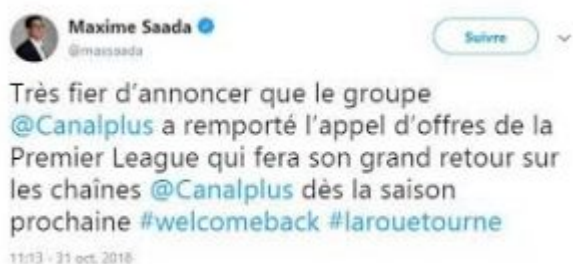 Maxime Saada
@massaada
Suivre
Très fier d'annoncer que le groupe
@Canalplus a remporté l'appel d'offres de la
Premier League qui fera son grand retour sur
les chaînes @Canalplus dès la saison
prochaine #welcomeback #larouetourne
11:13 - 31 oct. 2018